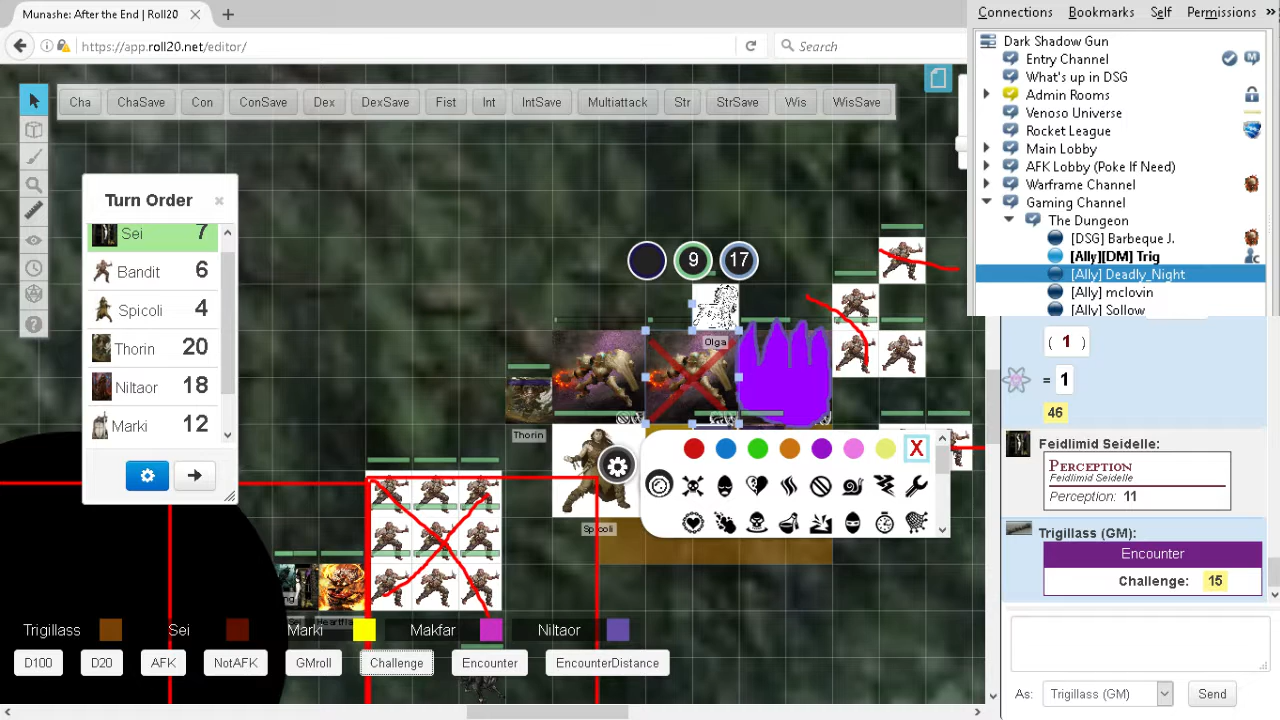 Munashe: After the End | Roll20
https://app.roll20.net/editor/
Search
Connections Bookmarks Self Permissions
Cha ChaSave Con ConSave Dex DexSave Fist Int IntSave Multiattack Str StrSave Wis WisSave
Dark Shadow Gun
Entry Channel
What's up in DSG
Admin Rooms
Venoso Universe
Rocket League
Main Lobby
AFK Lobby (Poke If Need)
Warframe Channel
Gaming Channel
The Dungeon
[DSG] Barbeque J.
[Ally][DM] Trig
[Ally] Deadly_Night
[Ally] mclovin
[Ally] Sollow
Turn Order
Sei 7
Bandit 6
Spicoli 4
Thorin 20
Niltaor 18
Marki 12
9 17
Olga
Thorin
Spicoli
( 1 )
= 1
46
Feidlimid Seidelle:
PERCEPTION
Feidlimid Seidelle
Perception: 11
Trigillass (GM):
Encounter
Challenge: 15
Trigillass Sei Marki Makfar Niltaor
D100 D20 AFK NotAFK GMroll Challenge Encounter EncounterDistance
As: Trigillass (GM) Send